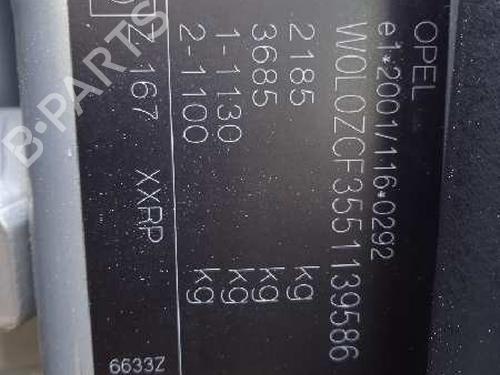 OPEL
e1*2001/116*0292
W0L0ZCF3551139586
2185 kg
3685 kg
1-1130 kg
2-1100 kg
Z 167 XXRP
6633Z
B-PARTS